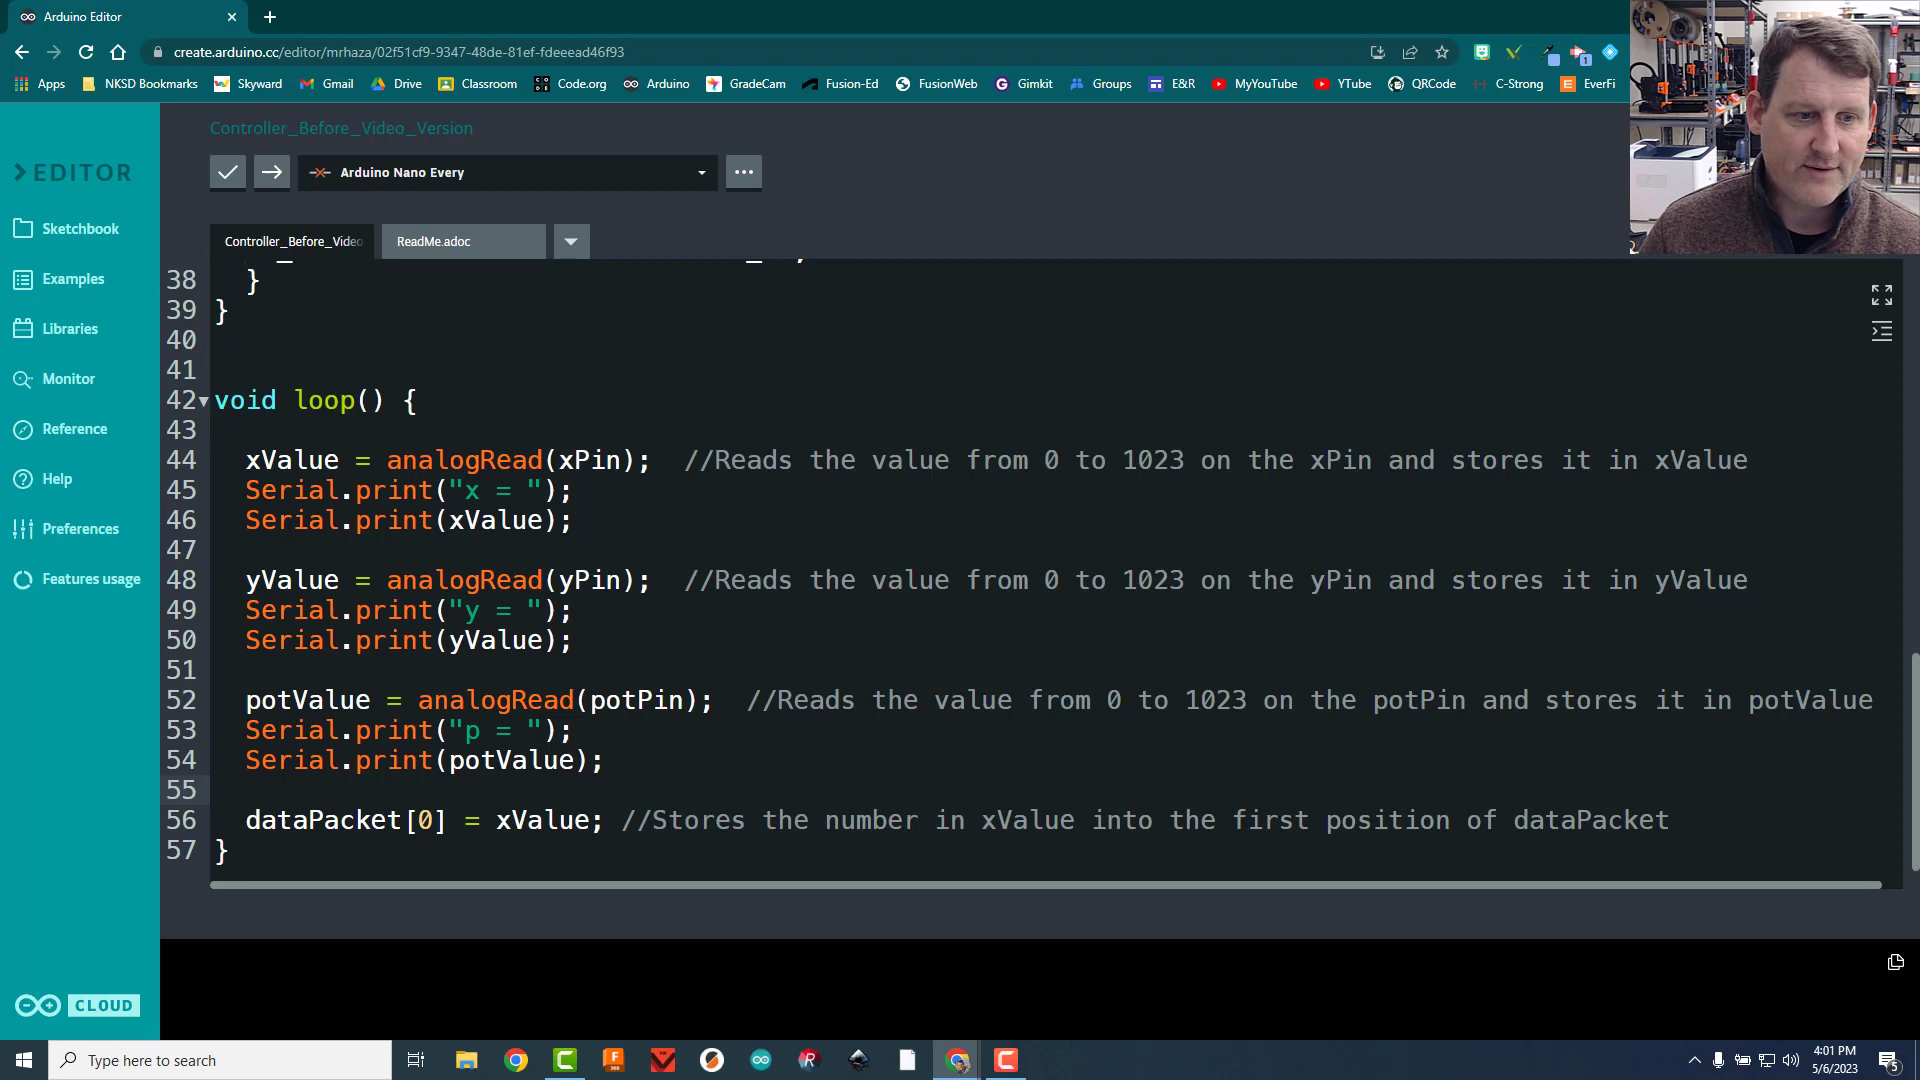 Arduino Editor
create.arduino.cc/editor/mrhaza/02f51cf9-9347-48de-81ef-fdeeead46f93
Apps NKSD Bookmarks Skyward Gmail Drive Classroom Code.org Arduino GradeCam Fusion-Ed FusionWeb Gimkit Groups E&R MyYouTube YTube QRCode C-Strong EverFi
Controller_Before_Video_Version
EDITOR
Arduino Nano Every
Sketchbook
Controller_Before_Video ReadMe.adoc
Examples
Libraries
Monitor
Reference
Help
Preferences
Features usage
38 }
39 }
40
41
42 void loop() {
43
44 xValue = analogRead(xPin); //Reads the value from 0 to 1023 on the xPin and stores it in xValue
45 Serial.print("x = ");
46 Serial.print(xValue);
47
48 yValue = analogRead(yPin); //Reads the value from 0 to 1023 on the yPin and stores it in yValue
49 Serial.print("y = ");
50 Serial.print(yValue);
51
52 potValue = analogRead(potPin); //Reads the value from 0 to 1023 on the potPin and stores it in potValue
53 Serial.print("p = ");
54 Serial.print(potValue);
55
56 dataPacket[0] = xValue; //Stores the number in xValue into the first position of dataPacket
57 }
CLOUD
Type here to search
4:01 PM
5/6/2023
5